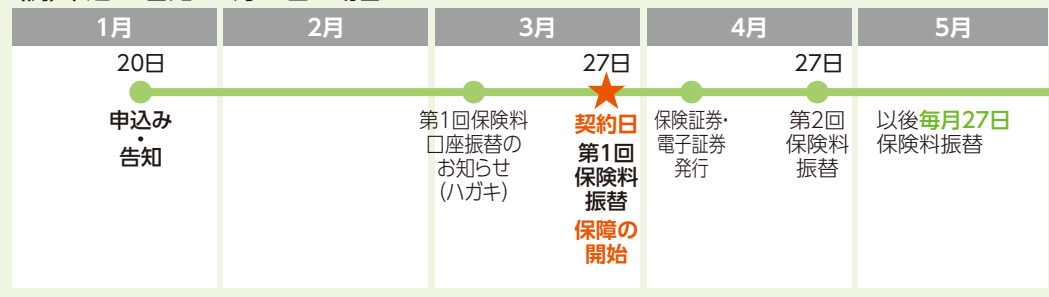 1月
2月
3月
4月
5月
20日
27日
27日
申込み
・
告知
第1回保険料
口座振替の
お知らせ
(ハガキ)
契約日
第1回
保険料
振替
保障の
開始
保険証券・
電子証券
発行
第2回
保険料
振替
以後毎月27日
保険料振替